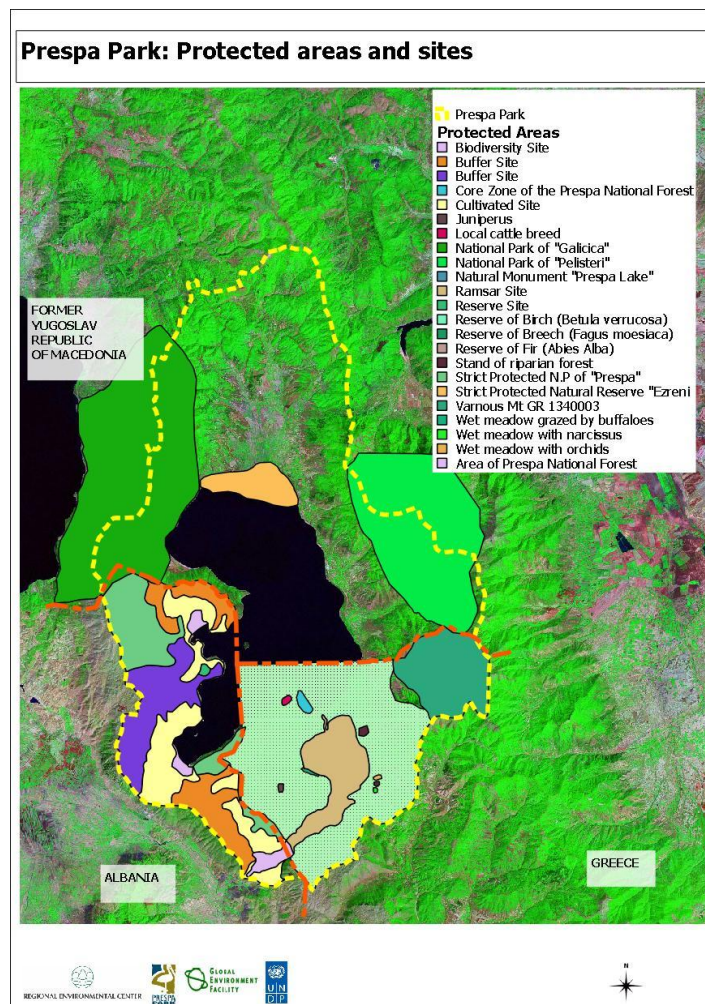 Prespa Park: Protected areas and sites
Prespa Park
Protected Areas
Biodiversity Site
Buffer Site
Buffer Site
Core Zone of the Prespa National Forest
Cultivated Site
Juniperus
Local cattle breed
National Park of "Galicica"
National Park of "Pelisteri"
Natural Monument "Prespa Lake"
Ramsar Site
Reserve Site
Reserve of Birch (Betula verrucosa)
Reserve of Breech (Fagus moesiaca)
Reserve of Fir (Abies Alba)
Stand of riparian forest
Strict Protected N.P of "Prespa"
Strict Protected Natural Reserve "Ezreni
Varnous Mt GR 1340003
Wet meadow grazed by buffaloes
Wet meadow with narcissus
Wet meadow with orchids
Area of Prespa National Forest
FORMER
YUGOSLAV
REPUBLIC
OF MACEDONIA
ALBANIA
GREECE
REGIONAL ENVIRONMENTAL CENTER
PRESPA
GLOBAL
ENVIRONMENT
FACILITY
U N
D P
N